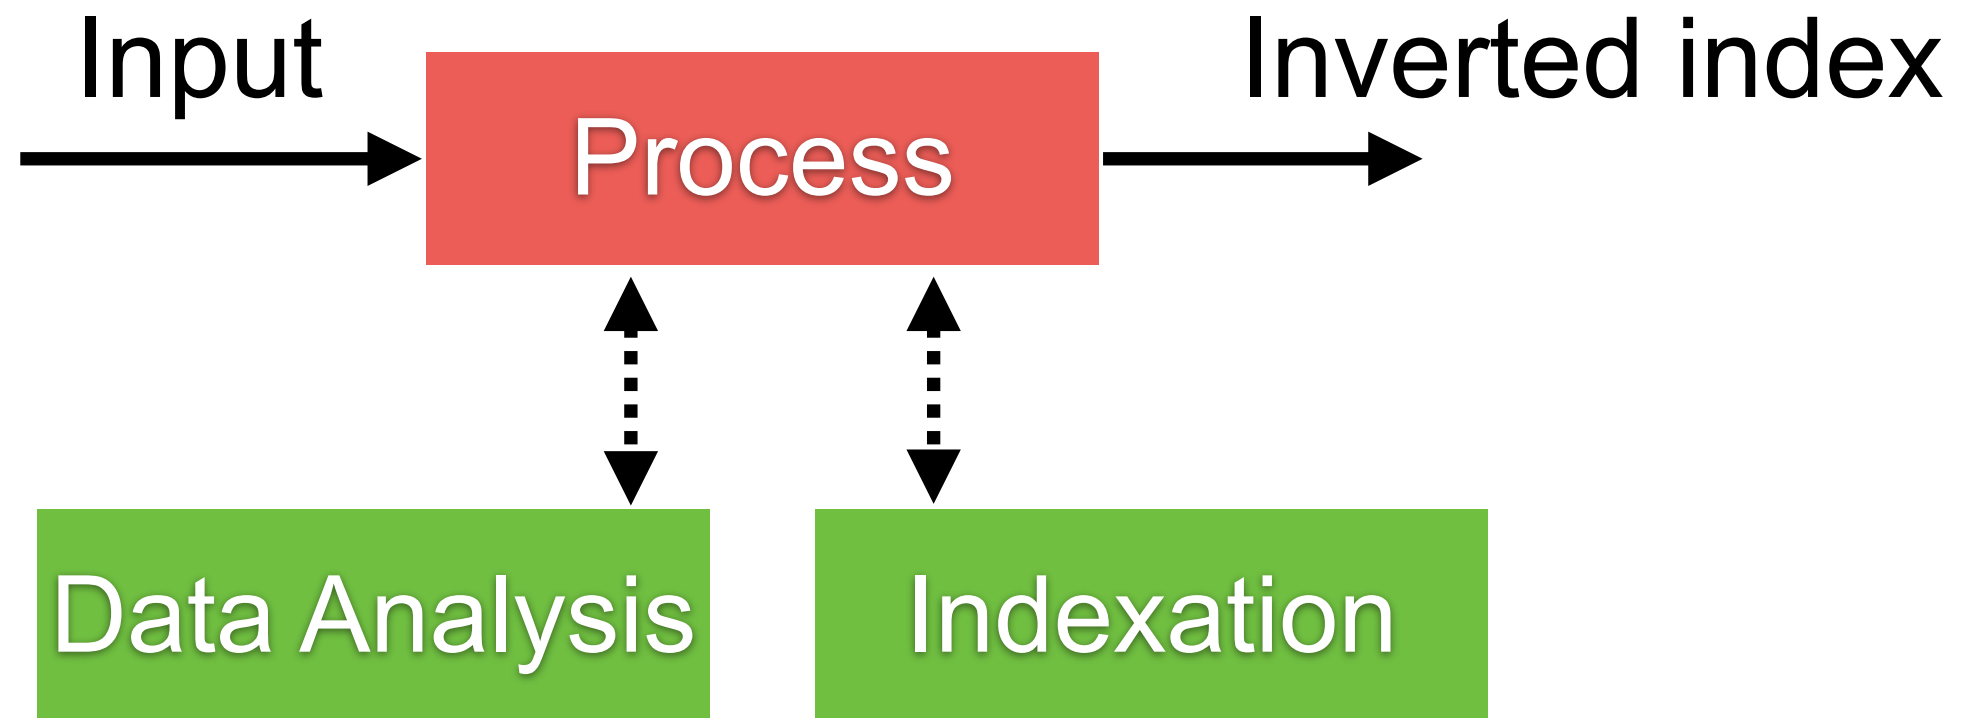 Input
Inverted index
Process
Data Analysis
Indexation